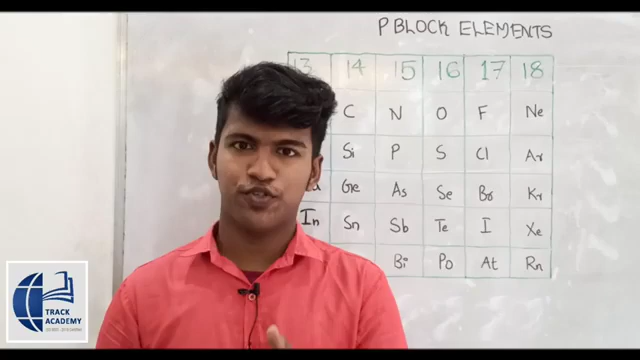 P BLOCK ELEMENTS
13 14 15 16 17 18
C N O F Ne
Si P S Cl Ar
Ge As Se Br Kr
In Sn Sb Te I Xe
Bi Po At Rn
TRACK
ACADEMY